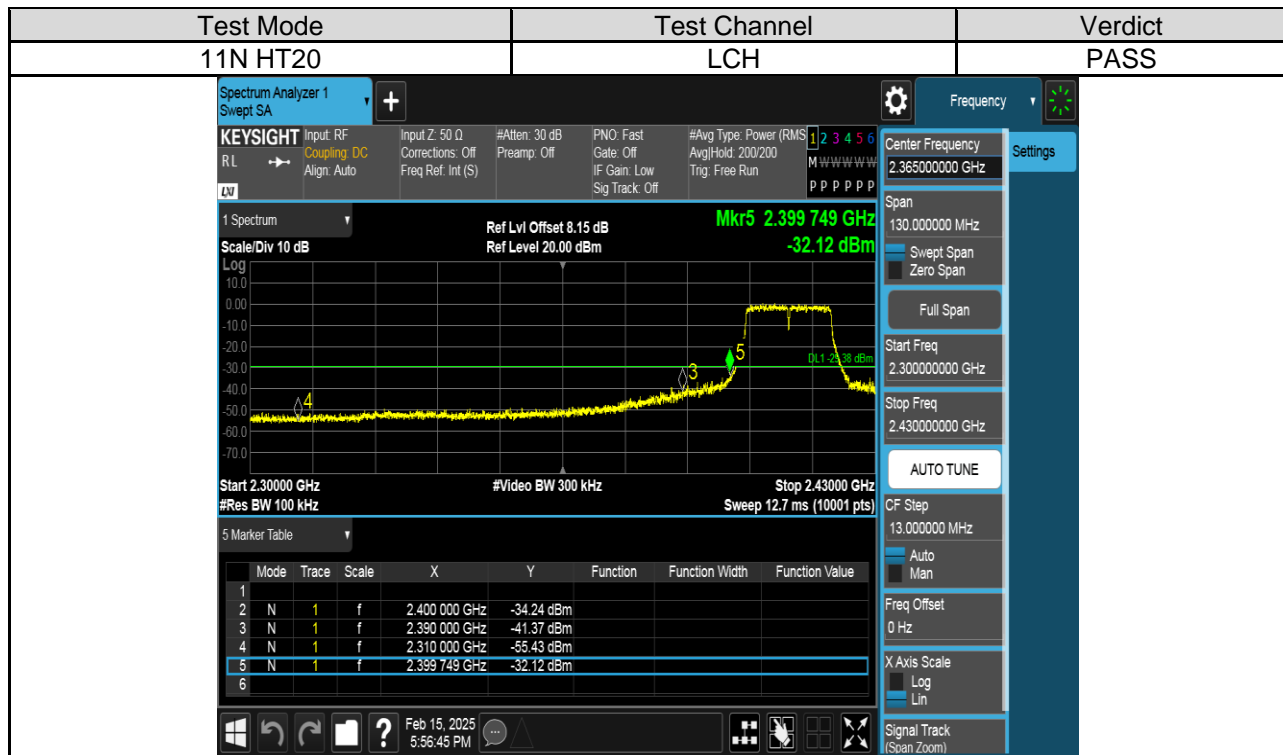 Test Mode Test Channel Verdict
11N HT20 LCH PASS
Spectrum Analyzer 1
Swept SA
+
Frequency
KEYSIGHT Input: RF Input Z: 50 Ω #Atten: 30 dB PNO: Fast #Avg Type: Power (RMS 1 2 3 4 5 6
RL Coupling: DC Corrections: Off Preamp: Off Gate: Off Avg|Hold: 200/200 M W W W W W
Align: Auto Freq Ref: Int (S) IF Gain: Low Trig: Free Run
LXI Sig Track: Off P P P P P P
Center Frequency
2.365000000 GHz
Settings
Span
130.000000 MHz
Swept Span
Zero Span
Full Span
Start Freq
2.300000000 GHz
Stop Freq
2.430000000 GHz
AUTO TUNE
CF Step
13.000000 MHz
Auto
Man
Freq Offset
0 Hz
X Axis Scale
Log
Lin
Signal Track
(Span Zoom)
1 Spectrum
Ref Lvl Offset 8.15 dB Mkr5 2.399 749 GHz
Scale/Div 10 dB Ref Level 20.00 dBm -32.12 dBm
Log
10.0
0.00
-10.0
-20.0
-30.0
-40.0
-50.0
-60.0
-70.0
5
DL1 -29.38 dBm
3
4
Start 2.30000 GHz #Video BW 300 kHz Stop 2.43000 GHz
#Res BW 100 kHz Sweep 12.7 ms (10001 pts)
5 Marker Table
Mode Trace Scale X Y Function Function Width Function Value
1
2 N 1 f 2.400 000 GHz -34.24 dBm
3 N 1 f 2.390 000 GHz -41.37 dBm
4 N 1 f 2.310 000 GHz -55.43 dBm
5 N 1 f 2.399 749 GHz -32.12 dBm
6
? Feb 15, 2025
5:56:45 PM